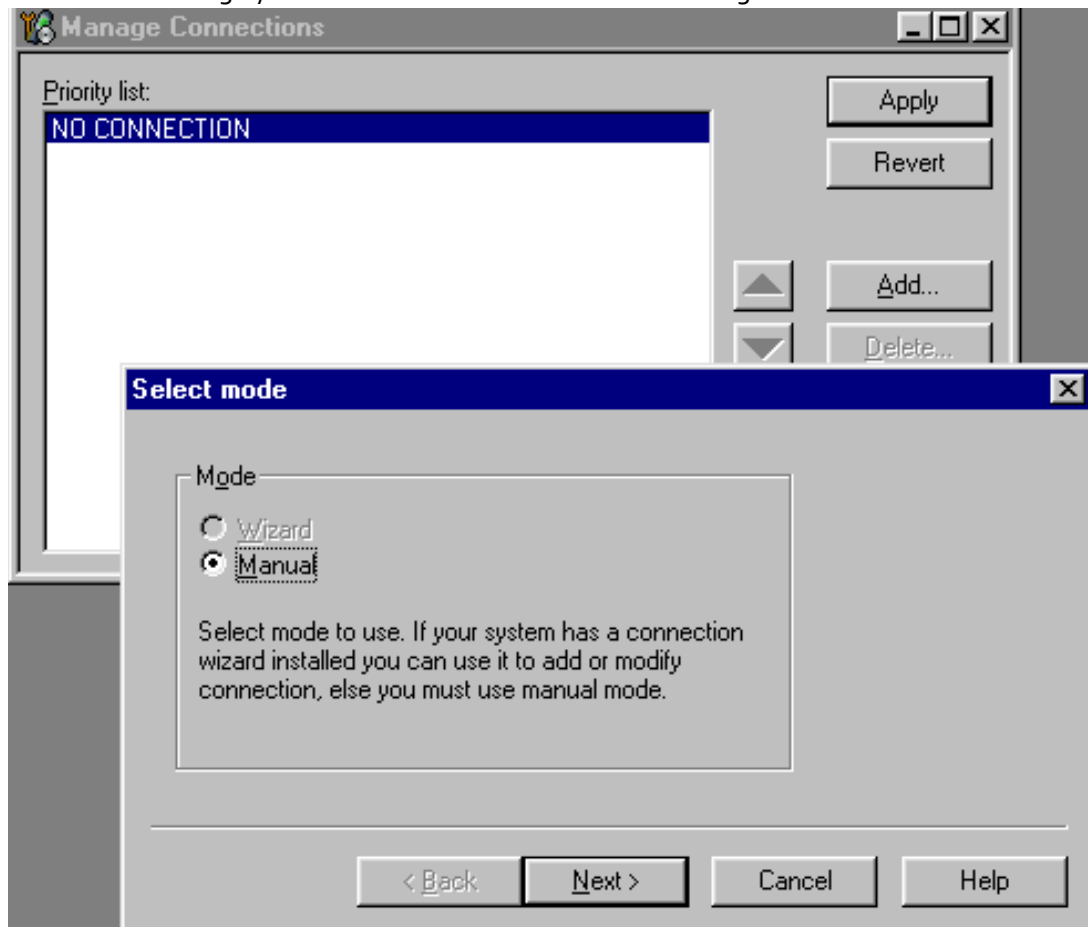 Manage Connections
Priority list:
NO CONNECTION
Apply
Revert
Add...
Delete...
Select mode
Mode
Wizard
Manual
Select mode to use. If your system has a connection
wizard installed you can use it to add or modify
connection, else you must use manual mode.
< Back
Next >
Cancel
Help